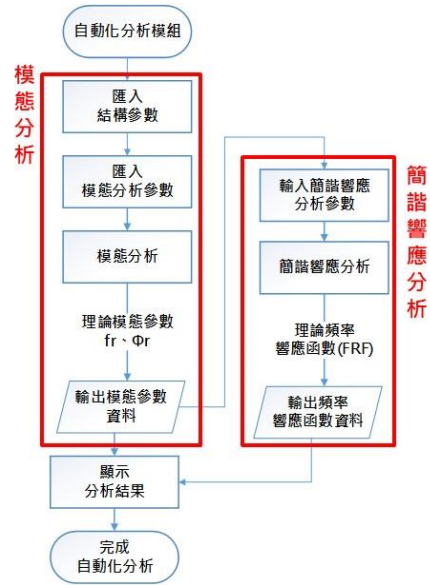 自動化分析模組
模態分析
匯入
結構參數
匯入
模態分析參數
模態分析
理論模態參數
fr、Φr
輸出模態參數
資料
簡諧響應分析
輸入簡諧響應
分析參數
簡諧響應分析
理論頻率
響應函數(FRF)
輸出頻率
響應函數資料
顯示
分析結果
完成
自動化分析